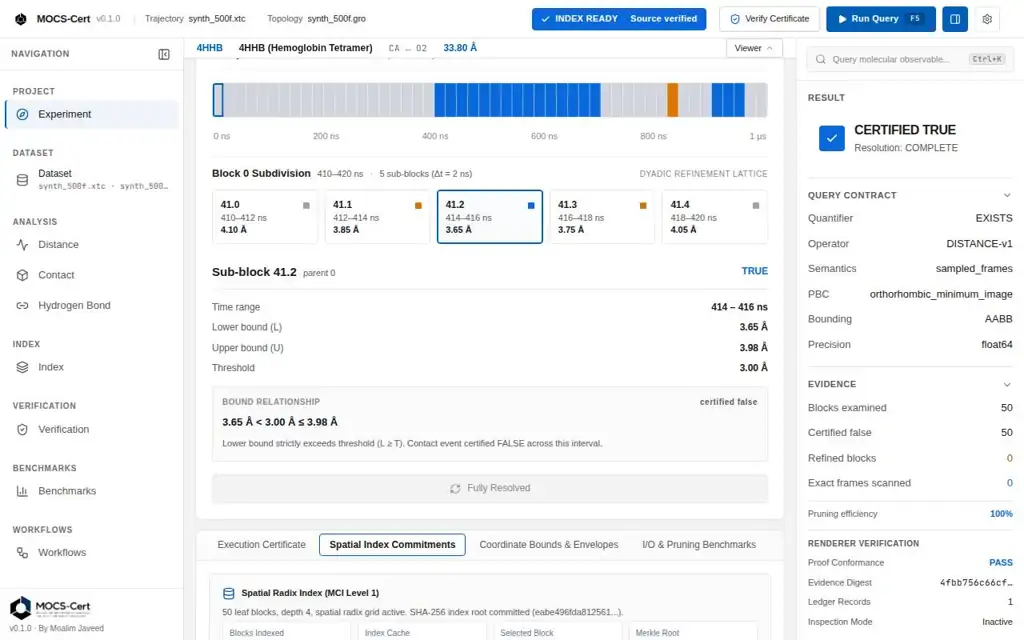 MOCS-Cert v0.1.0
Trajectory synth_500f.xtc
Topology synth_500f.gro
INDEX READY Source verified
Verify Certificate
Run Query F5
NAVIGATION
PROJECT
Experiment
DATASET
Dataset
synth_500f.xtc · synth_500…
ANALYSIS
Distance
Contact
Hydrogen Bond
INDEX
Index
VERIFICATION
Verification
BENCHMARKS
Benchmarks
WORKFLOWS
Workflows
MOCS-Cert
v0.1.0 · By Moalim Javeed
4HHB 4HHB (Hemoglobin Tetramer) CA … O2 33.80 Å
Viewer
0 ns 200 ns 400 ns 600 ns 800 ns 1 µs
Block 0 Subdivision 410–420 ns · 5 sub-blocks (Δt = 2 ns)
DYADIC REFINEMENT LATTICE
41.0
410–412 ns
4.10 Å
41.1
412–414 ns
3.85 Å
41.2
414–416 ns
3.65 Å
41.3
416–418 ns
3.75 Å
41.4
418–420 ns
4.05 Å
Sub-block 41.2 parent 0
TRUE
Time range 414 – 416 ns
Lower bound (L) 3.65 Å
Upper bound (U) 3.98 Å
Threshold 3.00 Å
BOUND RELATIONSHIP certified false
3.65 Å < 3.00 Å ≤ 3.98 Å
Lower bound strictly exceeds threshold (L ≥ T). Contact event certified FALSE across this interval.
Fully Resolved
Execution Certificate
Spatial Index Commitments
Coordinate Bounds & Envelopes
I/O & Pruning Benchmarks
Spatial Radix Index (MCI Level 1)
50 leaf blocks, depth 4, spatial radix grid active. SHA-256 index root committed (eabe496fda812561...).
Blocks Indexed
Index Cache
Selected Block
Merkle Root
Query molecular observable... Ctrl+K
RESULT
CERTIFIED TRUE
Resolution: COMPLETE
QUERY CONTRACT
Quantifier EXISTS
Operator DISTANCE-v1
Semantics sampled_frames
PBC orthorhombic_minimum_image
Bounding AABB
Precision float64
EVIDENCE
Blocks examined 50
Certified false 50
Refined blocks 0
Exact frames scanned 0
Pruning efficiency 100%
RENDERER VERIFICATION
Proof Conformance PASS
Evidence Digest 4fbb756c66cf…
Ledger Records 1
Inspection Mode Inactive